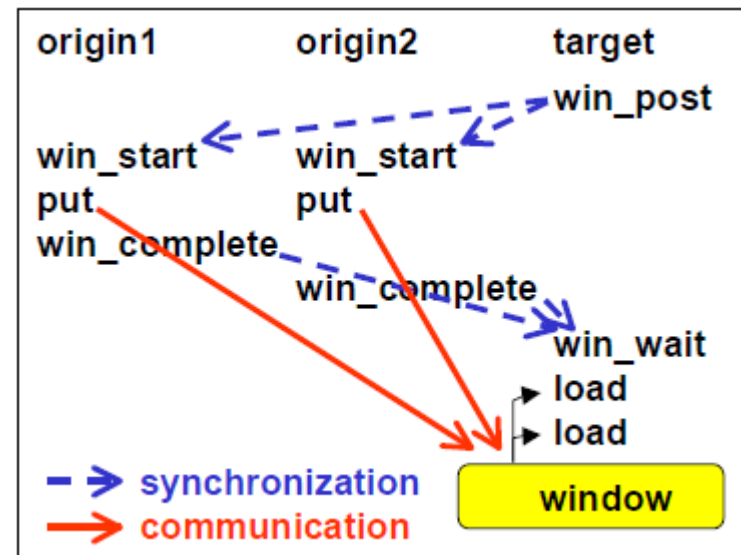 origin1 origin2 target
win_post
win_start win_start
put put
win_complete
win_complete
win_wait
load
load
synchronization
window
communication